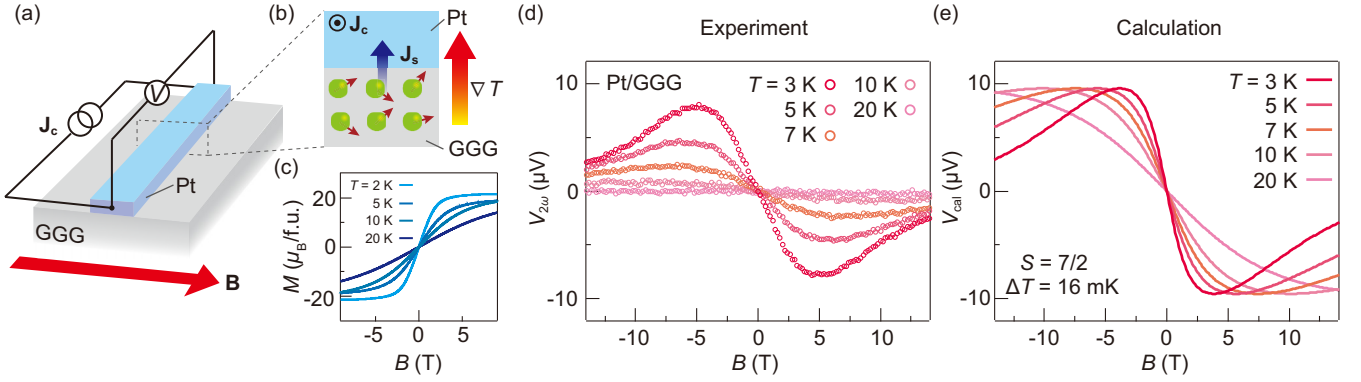 (a)
J_c
V
Pt
GGG
B
(b)
J_c
Pt
J_s
∇ T
GGG
(c)
T = 2 K
5 K
10 K
20 K
M (μ_B/f.u.)
20
0
-20
-5 0 5
B (T)
(d)
Experiment
Pt/GGG
T = 3 K 10 K
5 K 20 K
7 K
V_2ω (μV)
10
0
-10
-10 -5 0 5 10
B (T)
(e)
Calculation
T = 3 K
5 K
7 K
10 K
20 K
V_cal (μV)
10
0
-10
S = 7/2
ΔT = 16 mK
-10 -5 0 5 10
B (T)